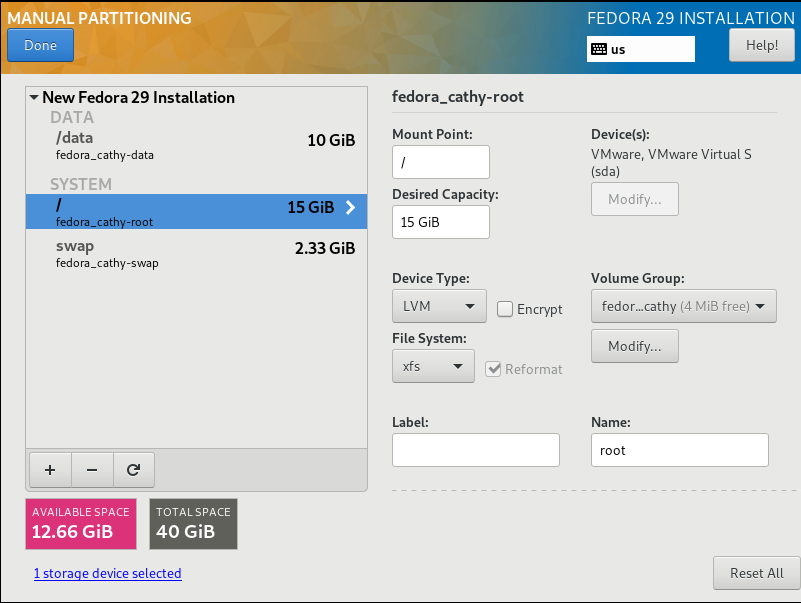 MANUAL PARTITIONING
FEDORA 29 INSTALLATION
Done
us
Help!
New Fedora 29 Installation
DATA
/data
10 GiB
fedora_cathy-data
SYSTEM
/
15 GiB
fedora_cathy-root
swap
2.33 GiB
fedora_cathy-swap
+ −
AVAILABLE SPACE
12.66 GiB
TOTAL SPACE
40 GiB
1 storage device selected
fedora_cathy-root
Mount Point:
/
Desired Capacity:
15 GiB
Device(s):
VMware, VMware Virtual S
(sda)
Modify...
Device Type:
LVM
Encrypt
File System:
xfs
Reformat
Volume Group:
fedor...cathy (4 MiB free)
Modify...
Label:
Name:
root
Reset All